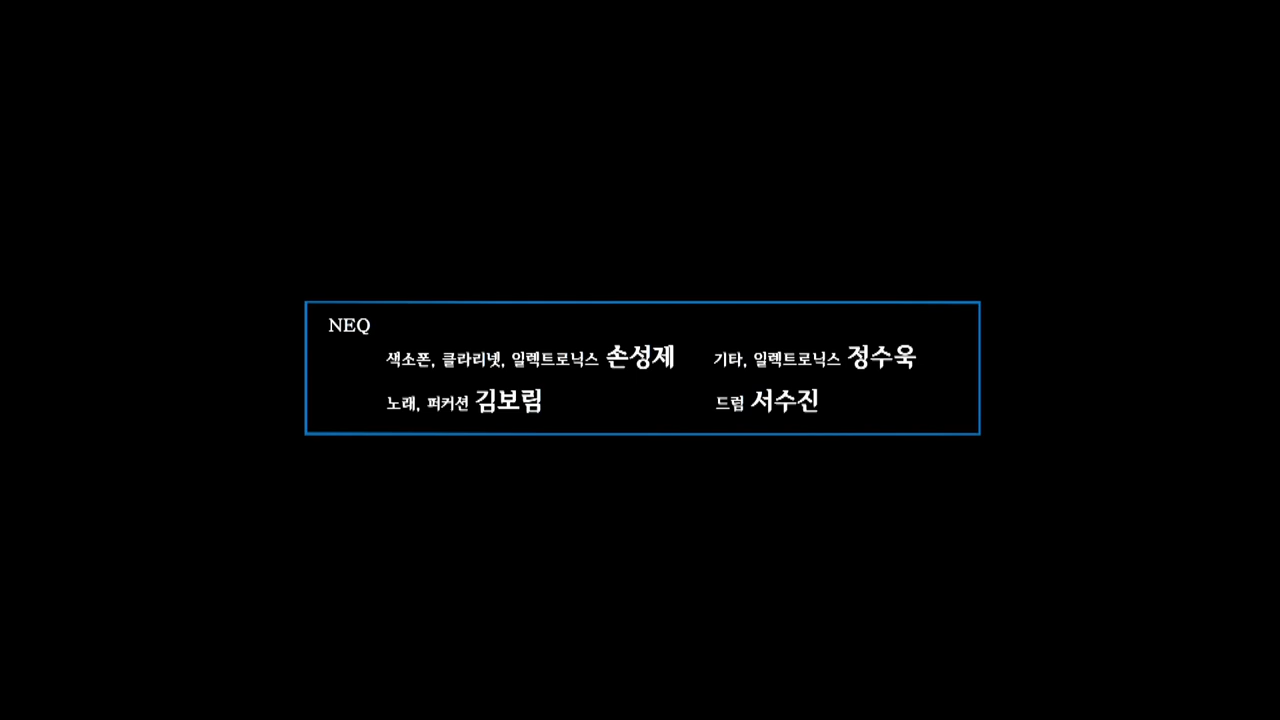 NEQ
색소폰, 클라리넷, 일렉트로닉스 손성제 기타, 일렉트로닉스 정수욱
노래, 퍼커션 김보림 드럼 서수진